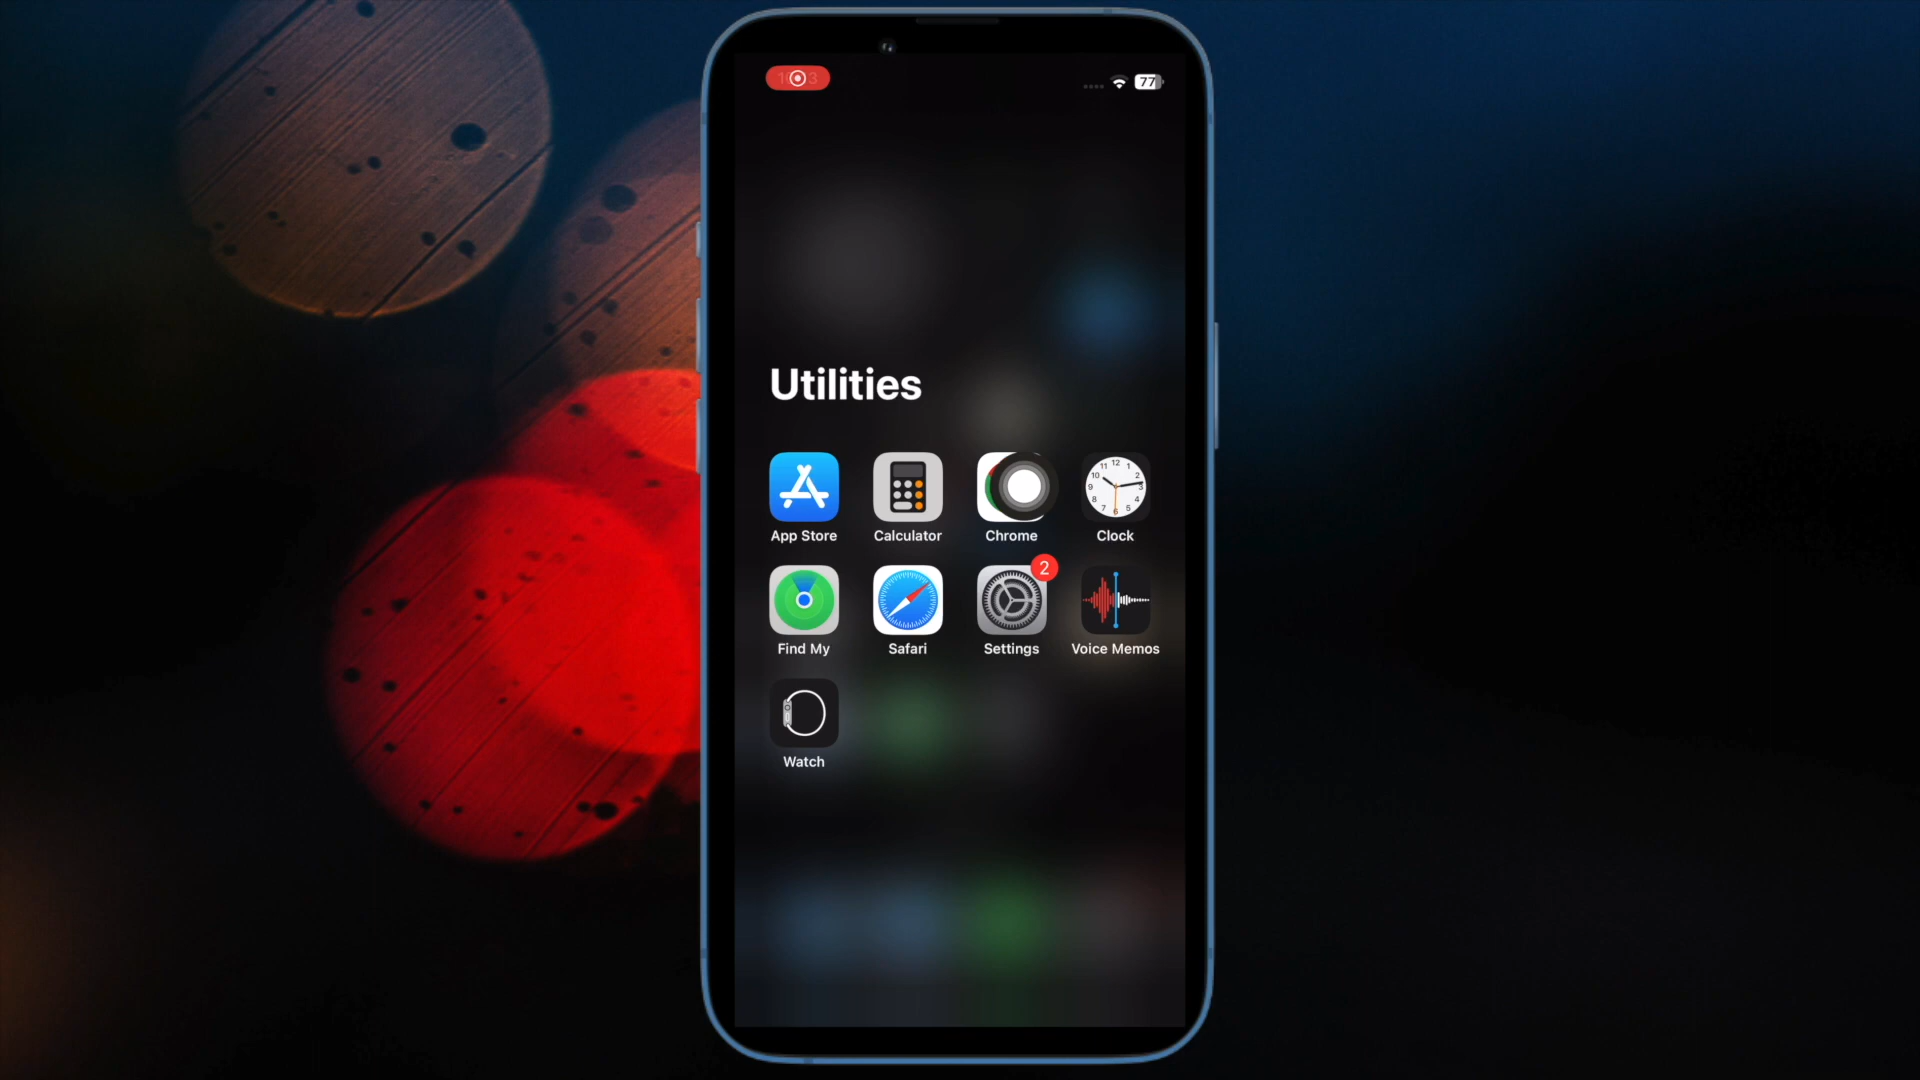 77
Utilities
App Store Calculator Chrome Clock
2
Find My Safari Settings Voice Memos
Watch